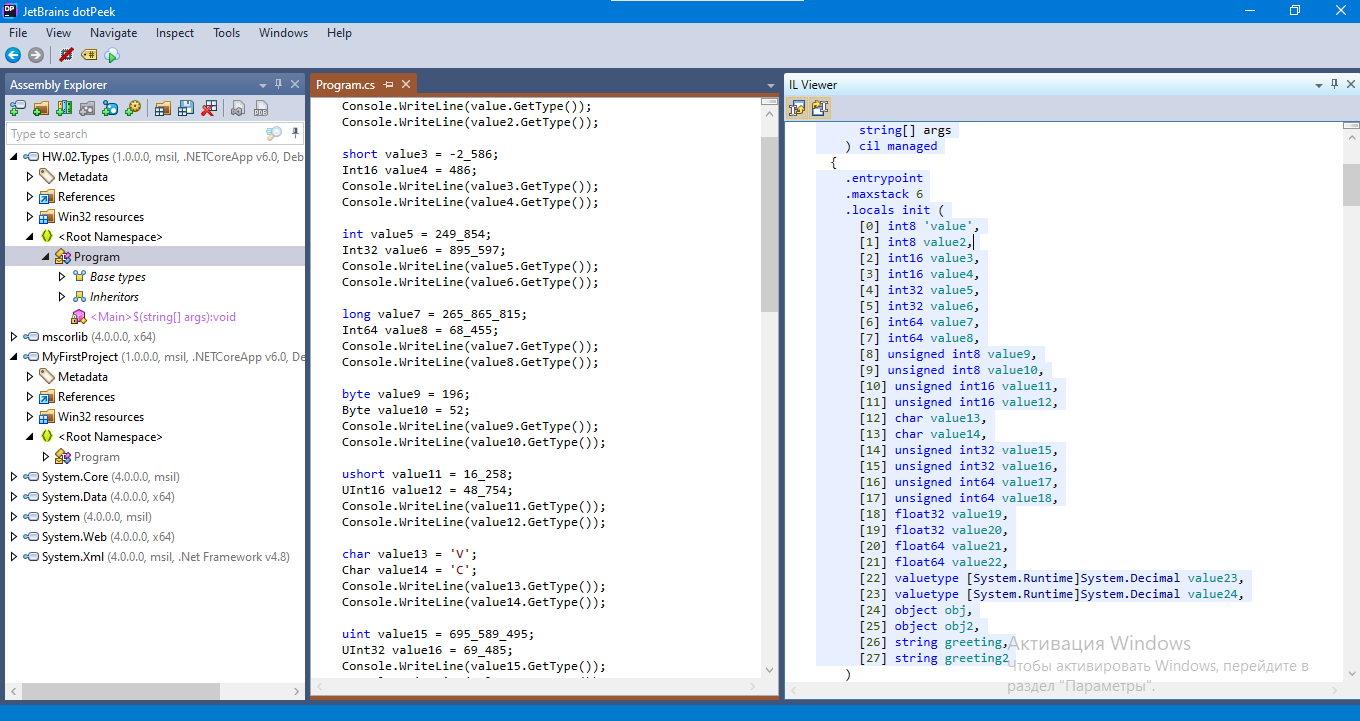 DP JetBrains dotPeek
File View Navigate Inspect Tools Windows Help
Assembly Explorer
Type to search
HW.02.Types (1.0.0.0, msil, .NETCoreApp v6.0, Deb
Metadata
References
Win32 resources
<Root Namespace>
Program
Base types
Inheritors
<Main>$(string[] args):void
mscorlib (4.0.0.0, x64)
MyFirstProject (1.0.0.0, msil, .NETCoreApp v6.0, De
Metadata
References
Win32 resources
<Root Namespace>
Program
System.Core (4.0.0.0, msil)
System.Data (4.0.0.0, x64)
System (4.0.0.0, msil)
System.Web (4.0.0.0, x64)
System.Xml (4.0.0.0, msil, .Net Framework v4.8)
Program.cs
Console.WriteLine(value.GetType());
Console.WriteLine(value2.GetType());
short value3 = -2_586;
Int16 value4 = 486;
Console.WriteLine(value3.GetType());
Console.WriteLine(value4.GetType());
int value5 = 249_854;
Int32 value6 = 895_597;
Console.WriteLine(value5.GetType());
Console.WriteLine(value6.GetType());
long value7 = 265_865_815;
Int64 value8 = 68_455;
Console.WriteLine(value7.GetType());
Console.WriteLine(value8.GetType());
byte value9 = 196;
Byte value10 = 52;
Console.WriteLine(value9.GetType());
Console.WriteLine(value10.GetType());
ushort value11 = 16_258;
UInt16 value12 = 48_754;
Console.WriteLine(value11.GetType());
Console.WriteLine(value12.GetType());
char value13 = 'V';
Char value14 = 'C';
Console.WriteLine(value13.GetType());
Console.WriteLine(value14.GetType());
uint value15 = 695_589_495;
UInt32 value16 = 69_485;
Console.WriteLine(value15.GetType());
IL Viewer
string[] args
) cil managed
{
.entrypoint
.maxstack 6
.locals init (
[0] int8 'value',
[1] int8 value2,
[2] int16 value3,
[3] int16 value4,
[4] int32 value5,
[5] int32 value6,
[6] int64 value7,
[7] int64 value8,
[8] unsigned int8 value9,
[9] unsigned int8 value10,
[10] unsigned int16 value11,
[11] unsigned int16 value12,
[12] char value13,
[13] char value14,
[14] unsigned int32 value15,
[15] unsigned int32 value16,
[16] unsigned int64 value17,
[17] unsigned int64 value18,
[18] float32 value19,
[19] float32 value20,
[20] float64 value21,
[21] float64 value22,
[22] valuetype [System.Runtime]System.Decimal value23,
[23] valuetype [System.Runtime]System.Decimal value24,
[24] object obj,
[25] object obj2,
[26] string greeting,
[27] string greeting2
)
Активация Windows
Чтобы активировать Windows, перейдите в
раздел "Параметры".